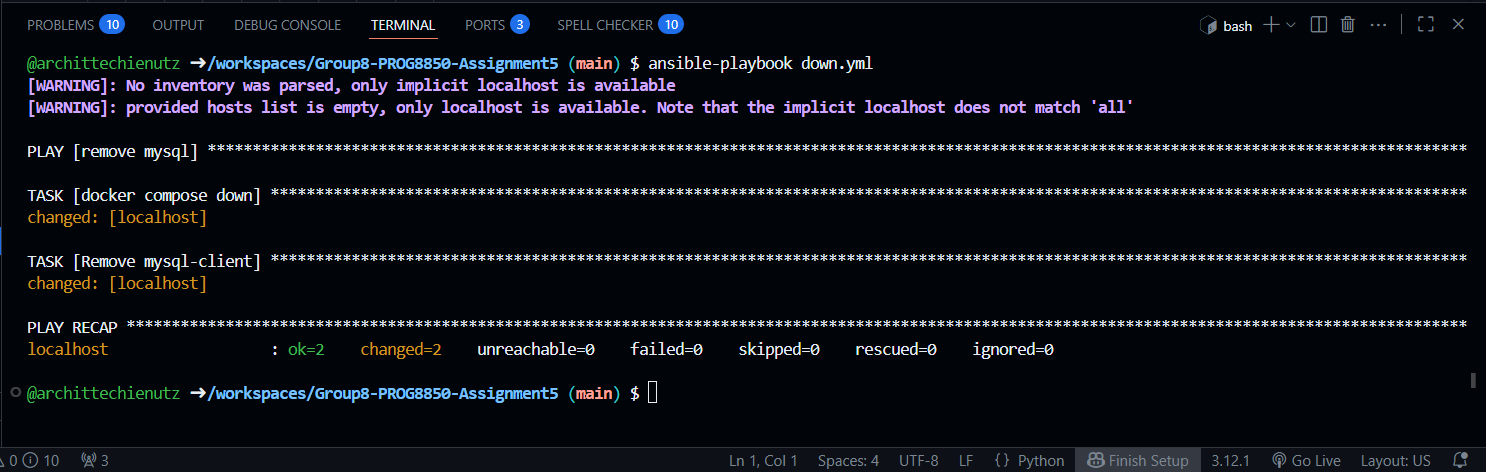 PROBLEMS 10 OUTPUT DEBUG CONSOLE TERMINAL PORTS 3 SPELL CHECKER 10 bash
@archittechienutz ➜/workspaces/Group8-PROG8850-Assignment5 (main) $ ansible-playbook down.yml
[WARNING]: No inventory was parsed, only implicit localhost is available
[WARNING]: provided hosts list is empty, only localhost is available. Note that the implicit localhost does not match 'all'
PLAY [remove mysql] ********************************************************************************************************************************************
TASK [docker compose down] *************************************************************************************************************************************
changed: [localhost]
TASK [Remove mysql-client] *************************************************************************************************************************************
changed: [localhost]
PLAY RECAP *****************************************************************************************************************************************************
localhost : ok=2 changed=2 unreachable=0 failed=0 skipped=0 rescued=0 ignored=0
@archittechienutz ➜/workspaces/Group8-PROG8850-Assignment5 (main) $
0 10 3 Ln 1, Col 1 Spaces: 4 UTF-8 LF {} Python Finish Setup 3.12.1 Go Live Layout: US